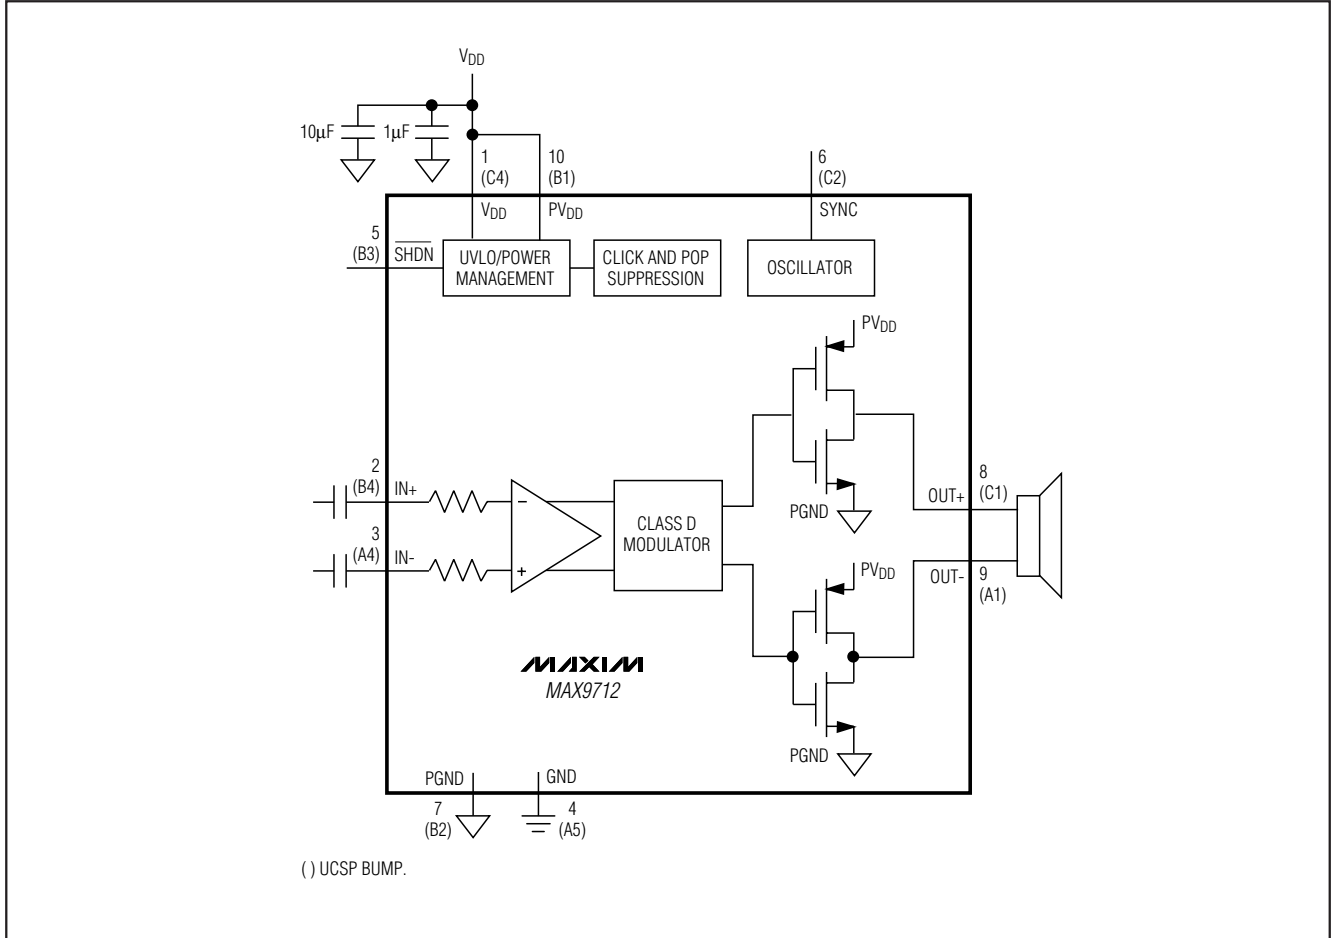 VDD
10µF
1µF
1
(C4)
10
(B1)
6
(C2)
VDD
PVDD
SYNC
5
(B3)
SHDN
UVLO/POWER
MANAGEMENT
CLICK AND POP
SUPPRESSION
OSCILLATOR
PVDD
2
(B4)
IN+
3
(A4)
IN-
−
+
CLASS D
MODULATOR
PGND
OUT+
8
(C1)
PVDD
OUT-
9
(A1)
MAXIM
MAX9712
PGND
PGND
GND
7
(B2)
4
(A5)
( ) UCSP BUMP.